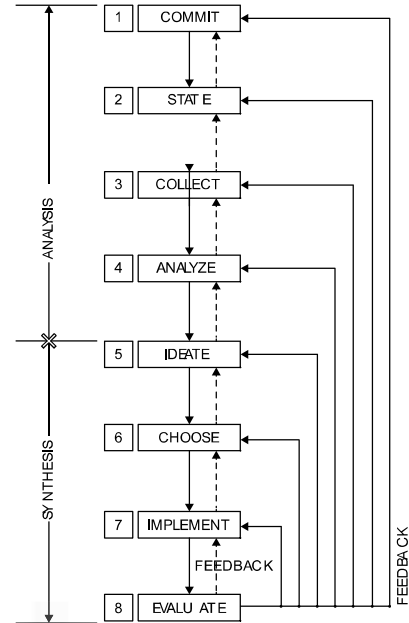 1 COMMIT
2 STATE
3 COLLECT
ANALYSIS
4 ANALYZE
5 IDEATE
6 CHOOSE
SYNTHESIS
7 IMPLEMENT
FEEDBACK
FEEDBACK
8 EVALUATE